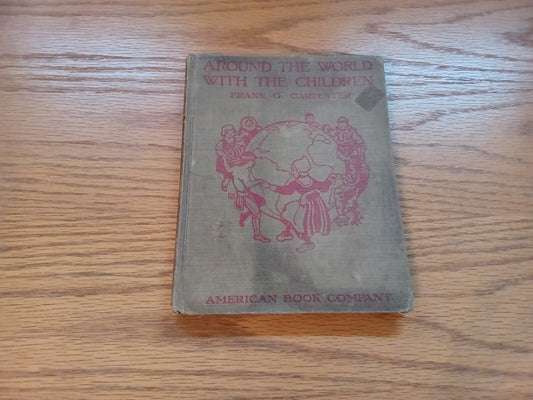 AROUND THE WORLD
WITH THE CHILDREN
FRANK G. CARPENTER
AMERICAN BOOK COMPANY